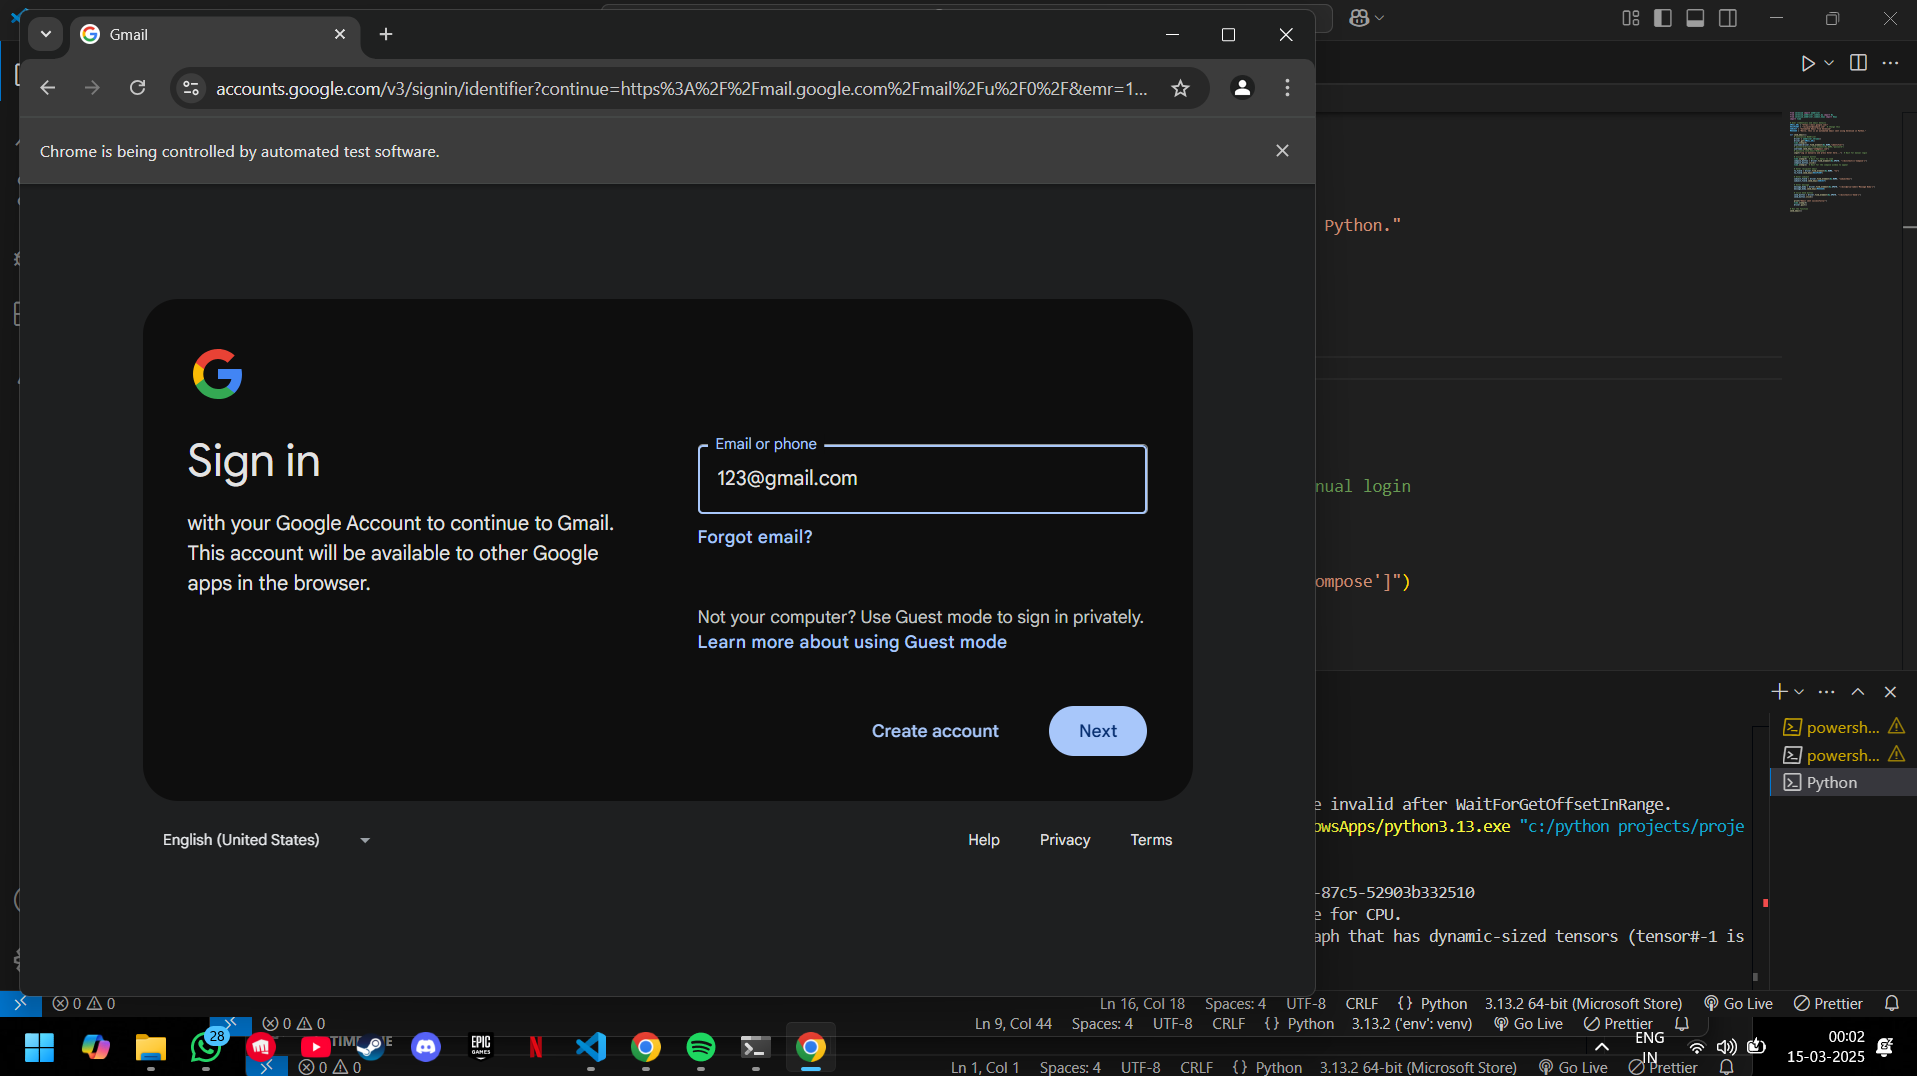 Gmail
accounts.google.com/v3/signin/identifier?continue=https%3A%2F%2Fmail.google.com%2Fmail%2Fu%2F0%2F&emr=1...
Chrome is being controlled by automated test software.
Python."
Sign in
with your Google Account to continue to Gmail.
This account will be available to other Google
apps in the browser.
Email or phone
123@gmail.com
Forgot email?
Not your computer? Use Guest mode to sign in privately.
Learn more about using Guest mode
Create account
Next
English (United States)
Help
Privacy
Terms
nual login
ompose']")
powersh...
powersh...
Python
e invalid after WaitForGetOffsetInRange.
owsApps/python3.13.exe "c:/python projects/proje
-87c5-52903b332510
e for CPU.
aph that has dynamic-sized tensors (tensor#-1 is
0 0 Ln 16, Col 18 Spaces: 4 UTF-8 CRLF {} Python 3.13.2 64-bit (Microsoft Store) Go Live Prettier
0 0 Ln 9, Col 44 Spaces: 4 UTF-8 CRLF {} Python 3.13.2 ('env': venv) Go Live Prettier
28
EPIC
GAMES
ENG
IN
00:02
15-03-2025
0 0 Ln 1, Col 1 Spaces: 4 UTF-8 CRLF {} Python 3.13.2 64-bit (Microsoft Store) Go Live Prettier